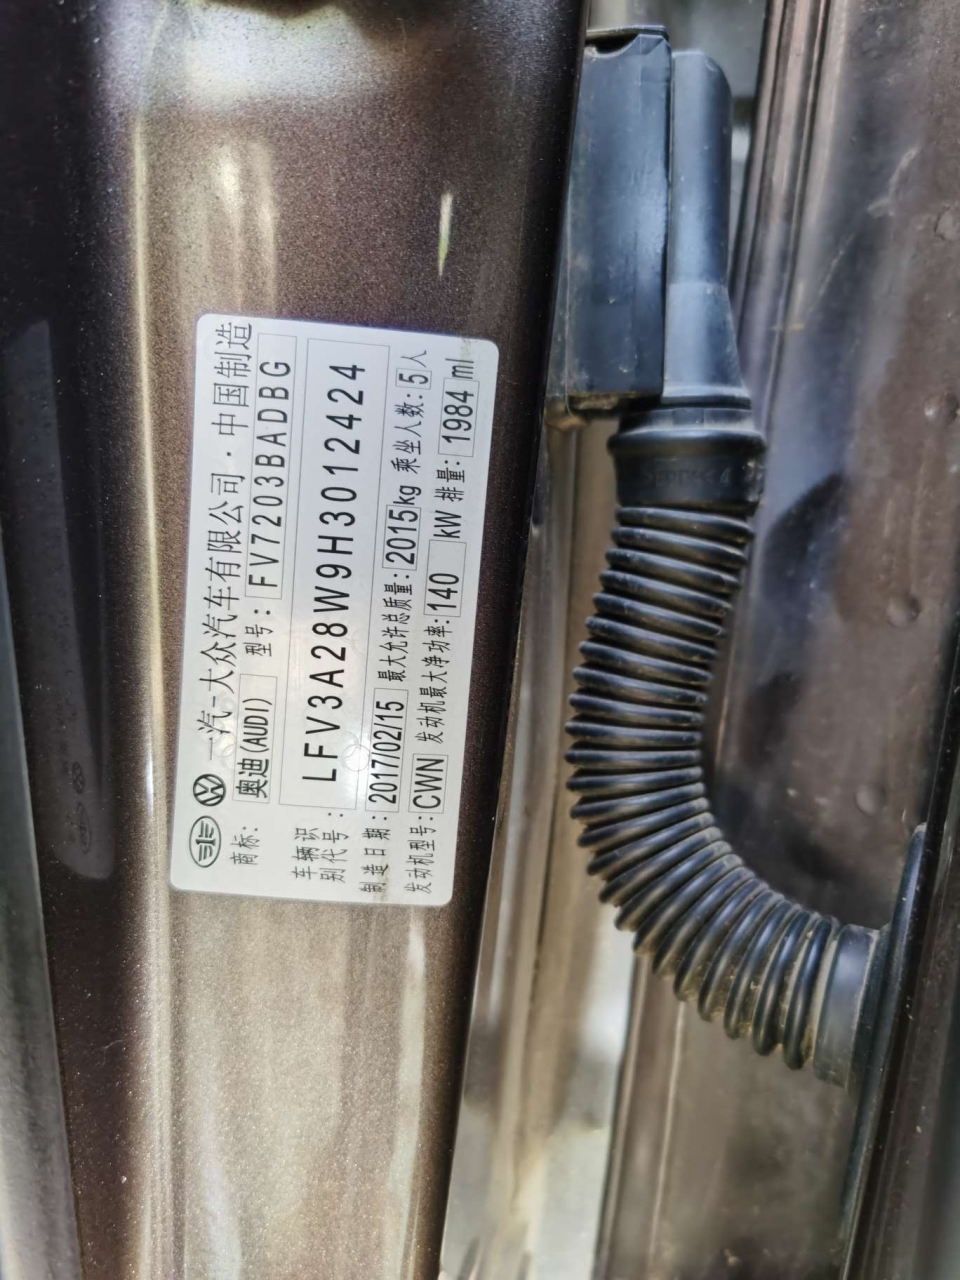 一汽-大众汽车有限公司·中国制造
商标: 奥迪(AUDI) 型号: FV7203BADBG
车辆识别代号: LFV3A28W9H3012424
制造日期: 2017/02/15 最大允许总质量: 2015kg 乘坐人数: 5人
发动机型号: CWN 发动机最大净功率: 140 kW 排量: 1984 ml